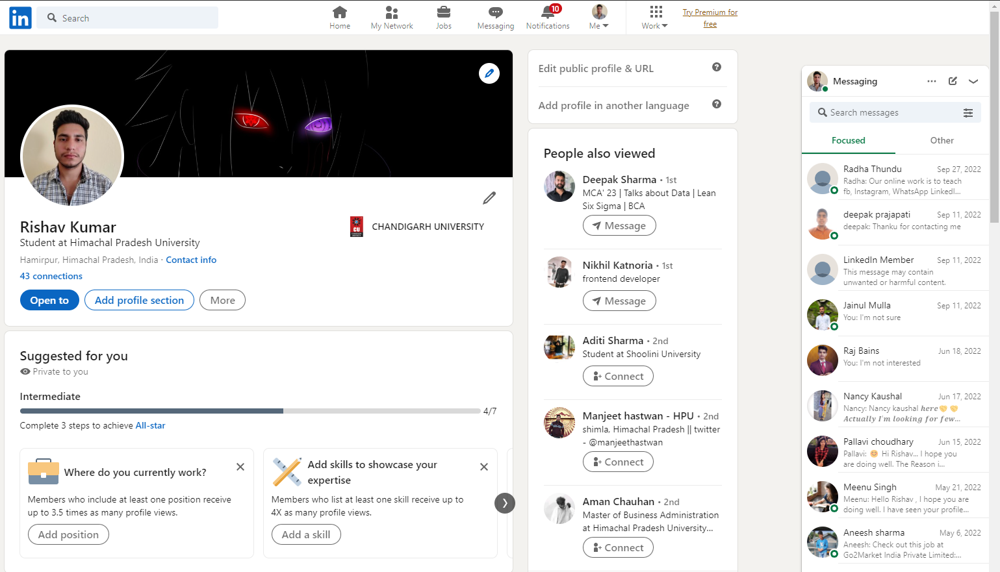 in
Search
Home
My Network
Jobs
Messaging
10
Notifications
Me
Work
Try Premium for
free
Rishav Kumar
Student at Himachal Pradesh University
Hamirpur, Himachal Pradesh, India · Contact info
43 connections
Open to
Add profile section
More
CU
CHANDIGARH UNIVERSITY
Suggested for you
Private to you
Intermediate
4/7
Complete 3 steps to achieve All-star
Where do you currently work?
Members who include at least one position receive
up to 3.5 times as many profile views.
Add position
Add skills to showcase your
expertise
Members who list at least one skill receive up to
4X as many profile views.
Add a skill
Edit public profile & URL
Add profile in another language
People also viewed
Deepak Sharma • 1st
MCA' 23 | Talks about Data | Lean
Six Sigma | BCA
Message
Nikhil Katnoria • 1st
frontend developer
Message
Aditi Sharma • 2nd
Student at Shoolini University
Connect
Manjeet hastwan - HPU • 2nd
shimla, Himachal Pradesh || twitter
- @manjeethastwan
Connect
Aman Chauhan • 2nd
Master of Business Administration
at Himachal Pradesh University...
Connect
Messaging
Search messages
Focused
Other
Radha Thundu Sep 27, 2022
Radha: Our online work is to teach
fb, Instagram, WhatsApp LinkedI...
deepak prajapati Sep 11, 2022
deepak: Thanku for contacting me
LinkedIn Member Sep 11, 2022
This message may contain
unwanted or harmful content.
Jainul Mulla Sep 11, 2022
You: I'm not sure
Raj Bains Jun 18, 2022
You: I'm not interested
Nancy Kaushal Jun 17, 2022
Nancy: Nancy kaushal here
Actually I'm looking for few...
Pallavi choudhary Jun 15, 2022
Pallavi: 😊 Hi Rishav... I hope you
are doing well. The Reason i...
Meenu Singh May 21, 2022
Meenu: Hello Rishav , I hope you are
doing well. I have seen your profile...
Aneesh sharma May 6, 2022
Aneesh: Check out this job at
Go2Market India Private Limited:...